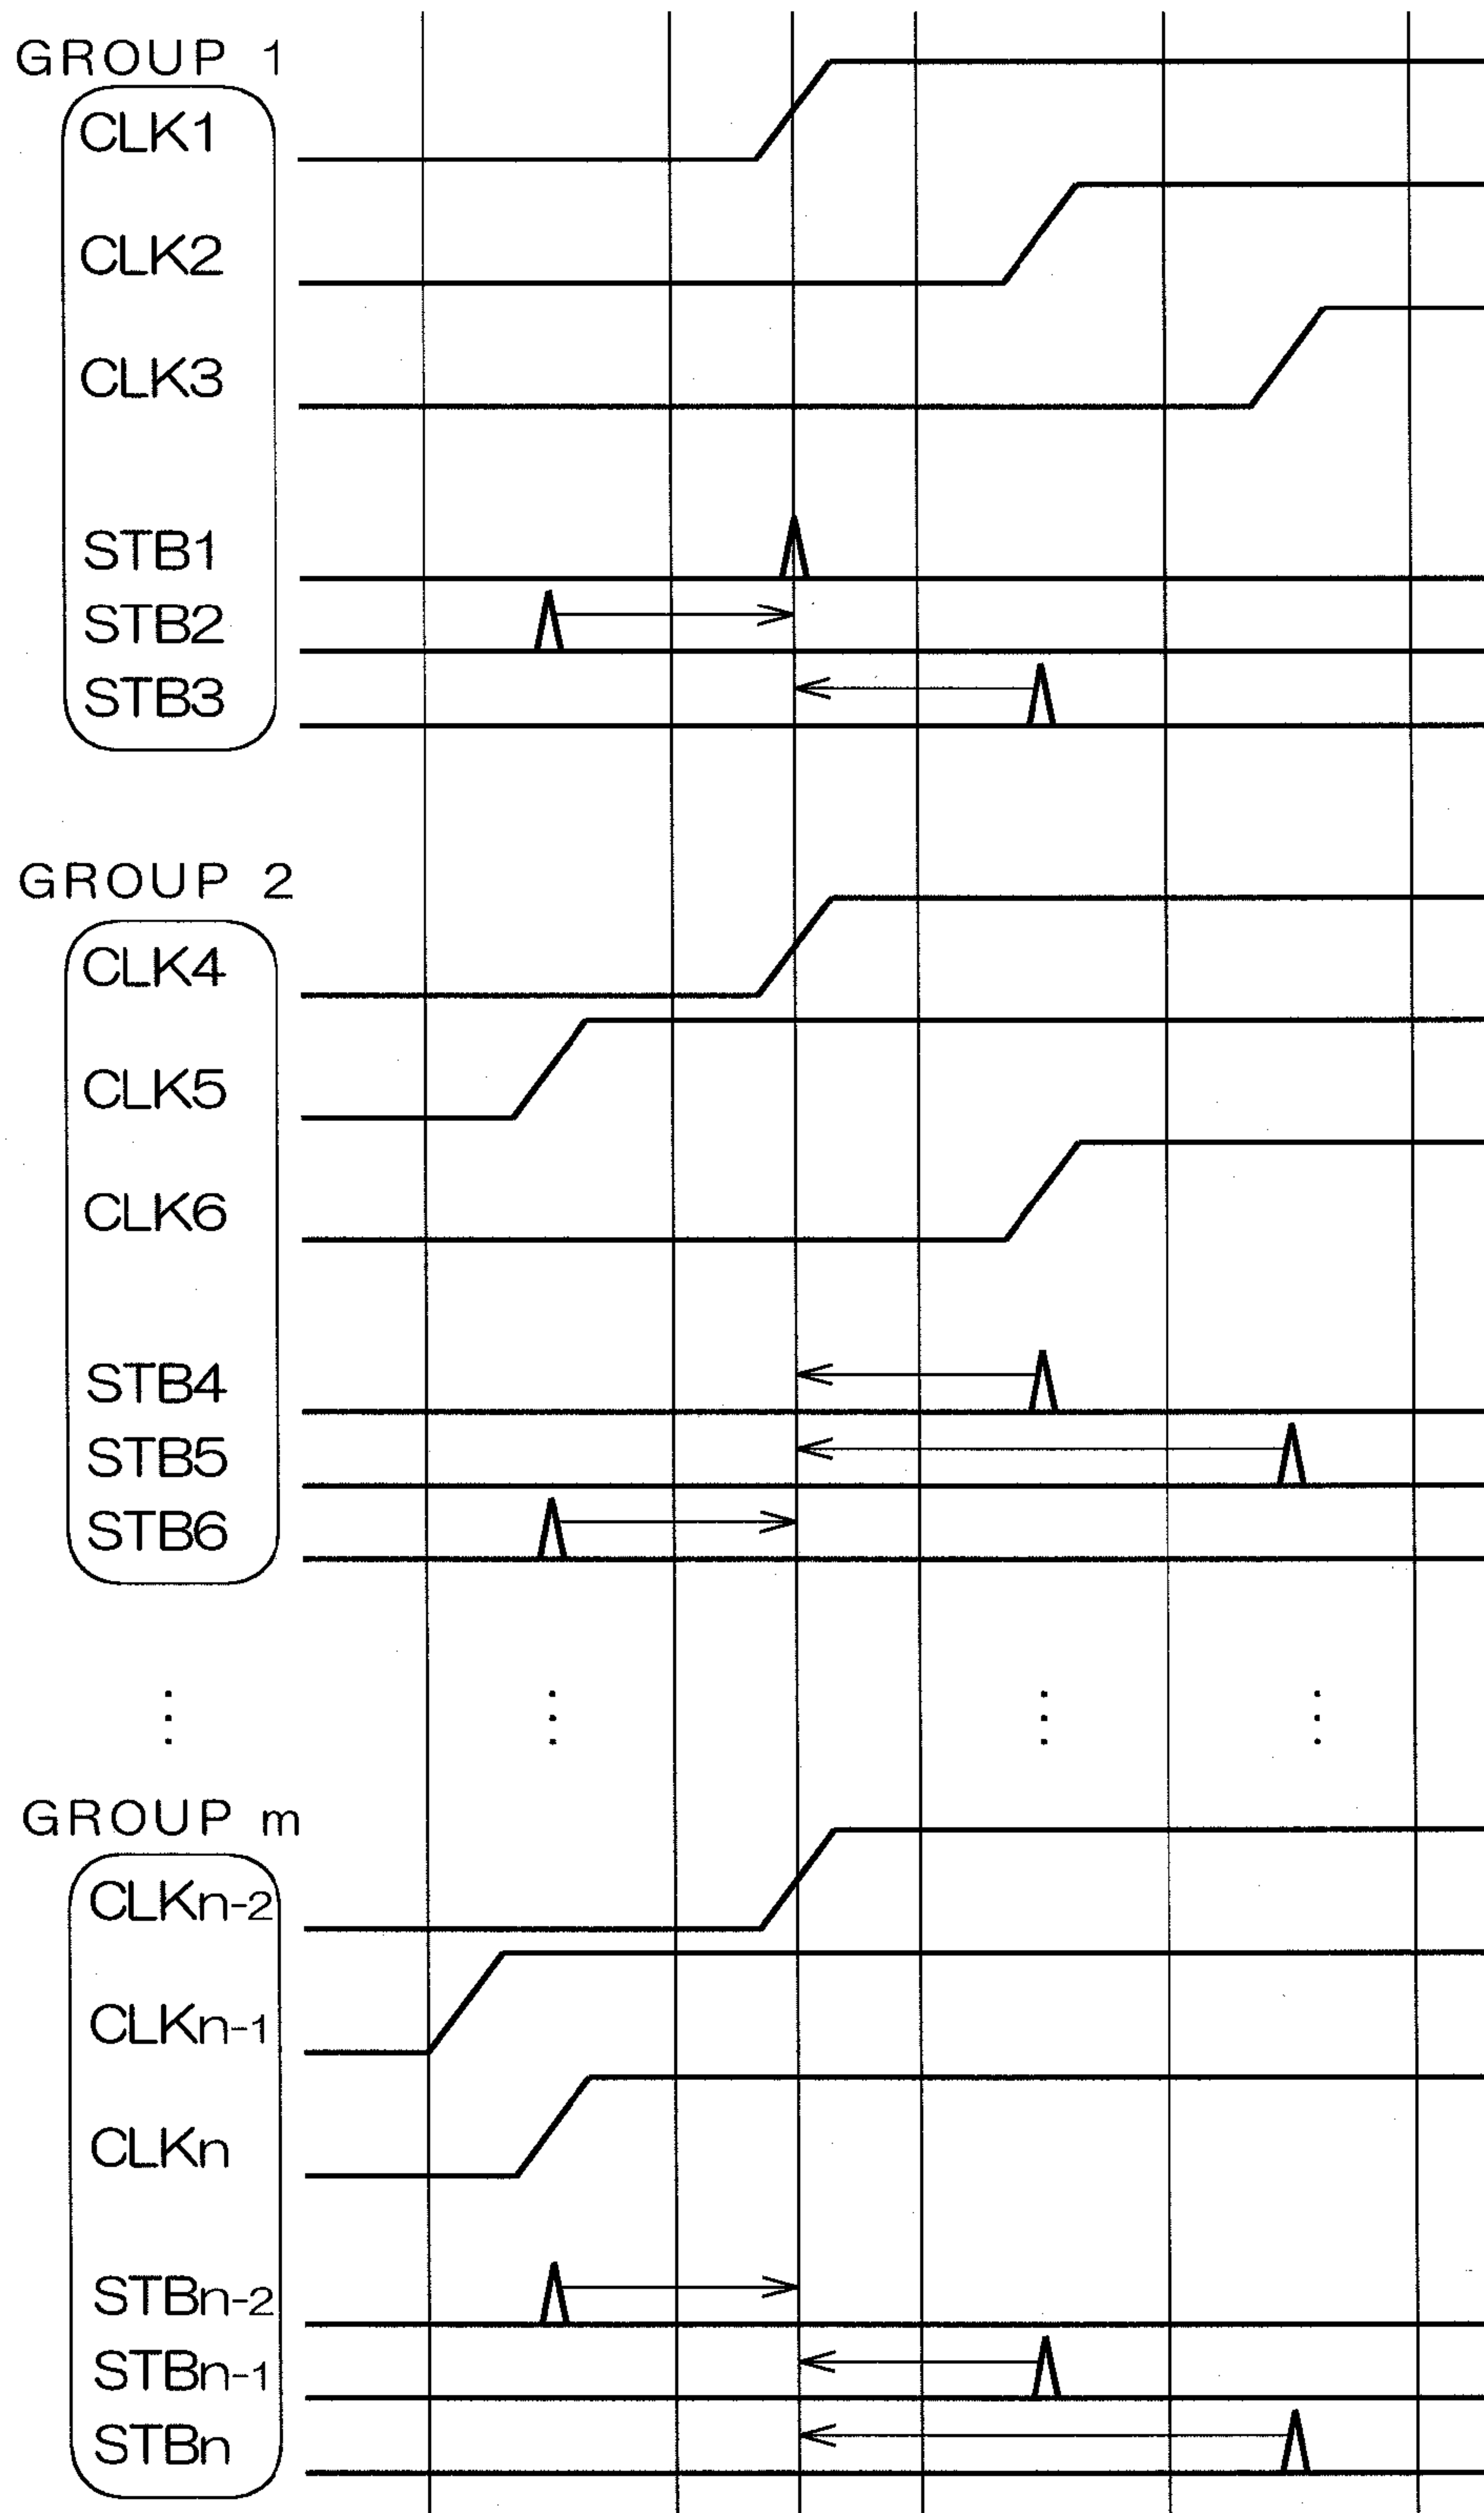 GROUP 1
CLK1
CLK2
CLK3
STB1
STB2
STB3
GROUP 2
CLK4
CLK5
CLK6
STB4
STB5
STB6
GROUP m
CLKn-2
CLKn-1
CLKn
STBn-2
STBn-1
STBn